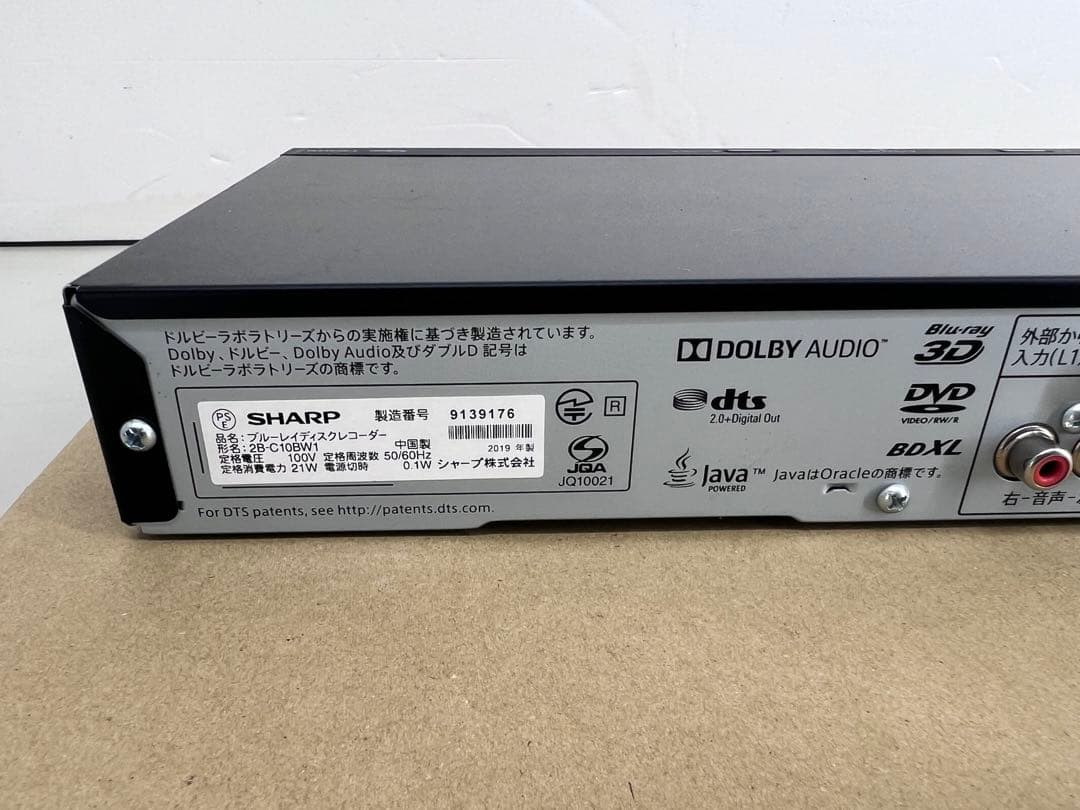 ドルビーラボラトリーズからの実施権に基づき製造されています。
Dolby、ドルビー、Dolby Audio及びダブルD 記号は
ドルビーラボラトリーズの商標です。
PS
E
SHARP 製造番号 9139176
品名：ブルーレイディスクレコーダー
形名：2B-C10BW1 中国製 2019 年製
定格電圧 100V 定格周波数 50/60Hz
定格消費電力 21W 電源切時 0.1W シャープ株式会社
R
JQA
JQ10021
For DTS patents, see http://patents.dts.com.
DOLBY AUDIO™
Blu-ray
3D
dts
2.0+Digital Out
DVD
VIDEO/RW/R
BDXL
Java™
POWERED
JavaはOracleの商標です。
外部か
入力(L1
右-音声-